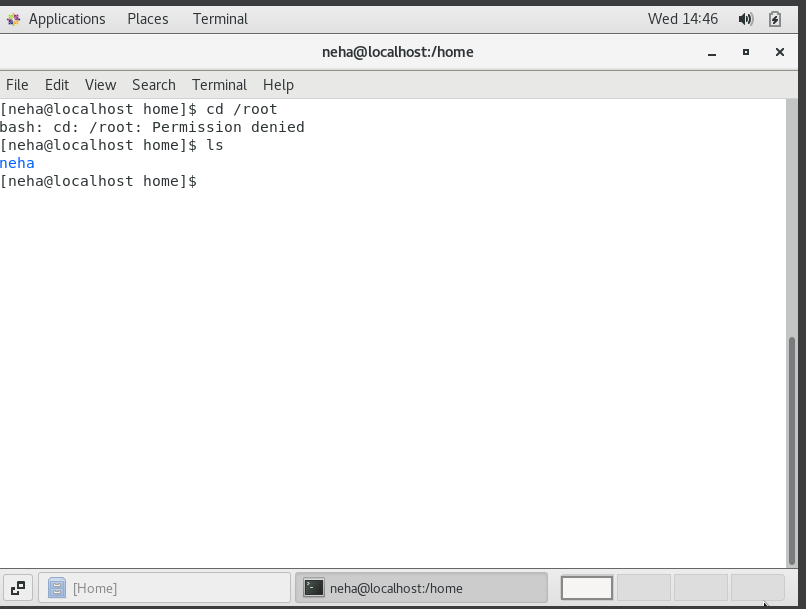 Applications Places Terminal Wed 14:46
neha@localhost:/home
File Edit View Search Terminal Help
[neha@localhost home]$ cd /root
bash: cd: /root: Permission denied
[neha@localhost home]$ ls
neha
[neha@localhost home]$
[Home] neha@localhost:/home